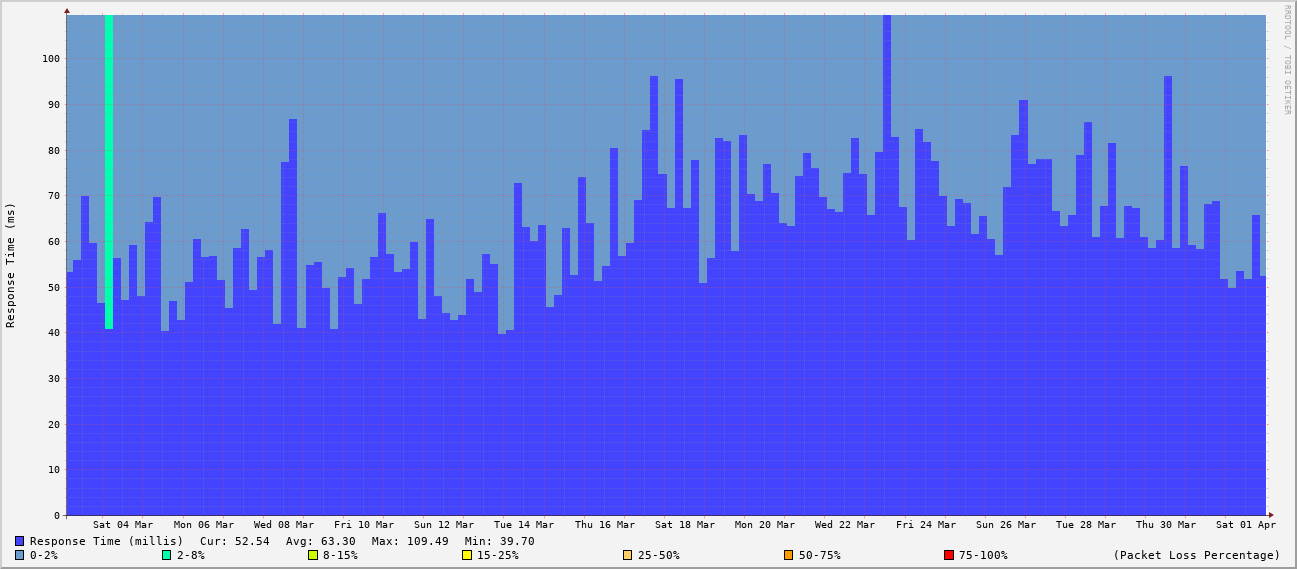 RRDTOOL / TOBI OETIKER
Response Time (ms)
100
90
80
70
60
50
40
30
20
10
0
Sat 04 Mar Mon 06 Mar Wed 08 Mar Fri 10 Mar Sun 12 Mar Tue 14 Mar Thu 16 Mar Sat 18 Mar Mon 20 Mar Wed 22 Mar Fri 24 Mar Sun 26 Mar Tue 28 Mar Thu 30 Mar Sat 01 Apr
Response Time (millis) Cur: 52.54 Avg: 63.30 Max: 109.49 Min: 39.70
0-2% 2-8% 8-15% 15-25% 25-50% 50-75% 75-100% (Packet Loss Percentage)